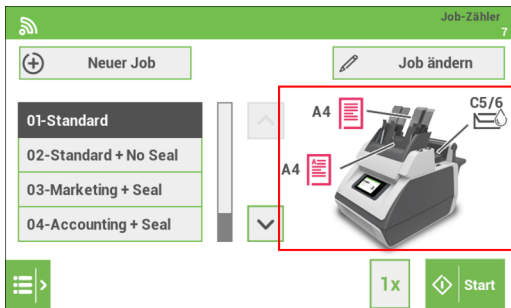 Job-Zähler
7
Neuer Job
Job ändern
01-Standard
02-Standard + No Seal
03-Marketing + Seal
04-Accounting + Seal
A4
C5/6
A4
1x
Start